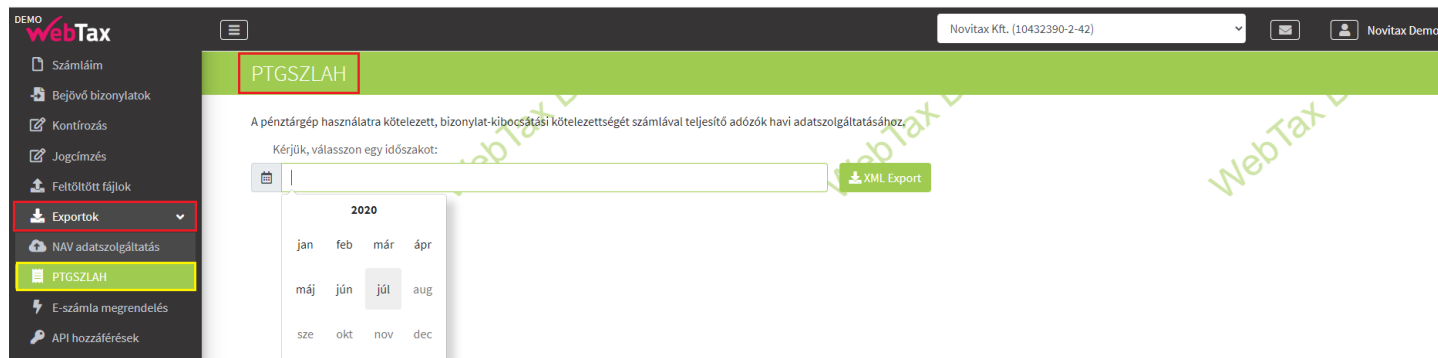 DEMO
WebTax
Novitax Kft. (10432390-2-42)
Novitax Demo
Számláim
Bejövő bizonylatok
Kontírozás
Jogcímzés
Feltöltött fájlok
Exportok
NAV adatszolgáltatás
PTGSZLAH
E-számla megrendelés
API hozzáférések
PTGSZLAH
A pénztárgép használatra kötelezett, bizonylat-kibocsátási kötelezettségét számlával teljesítő adózók havi adatszolgáltatásához.
Kérjük, válasszon egy időszakot:
XML Export
2020
jan feb már ápr
máj jún júl aug
sze okt nov dec
WebTax D
WebTax D
WebTax D